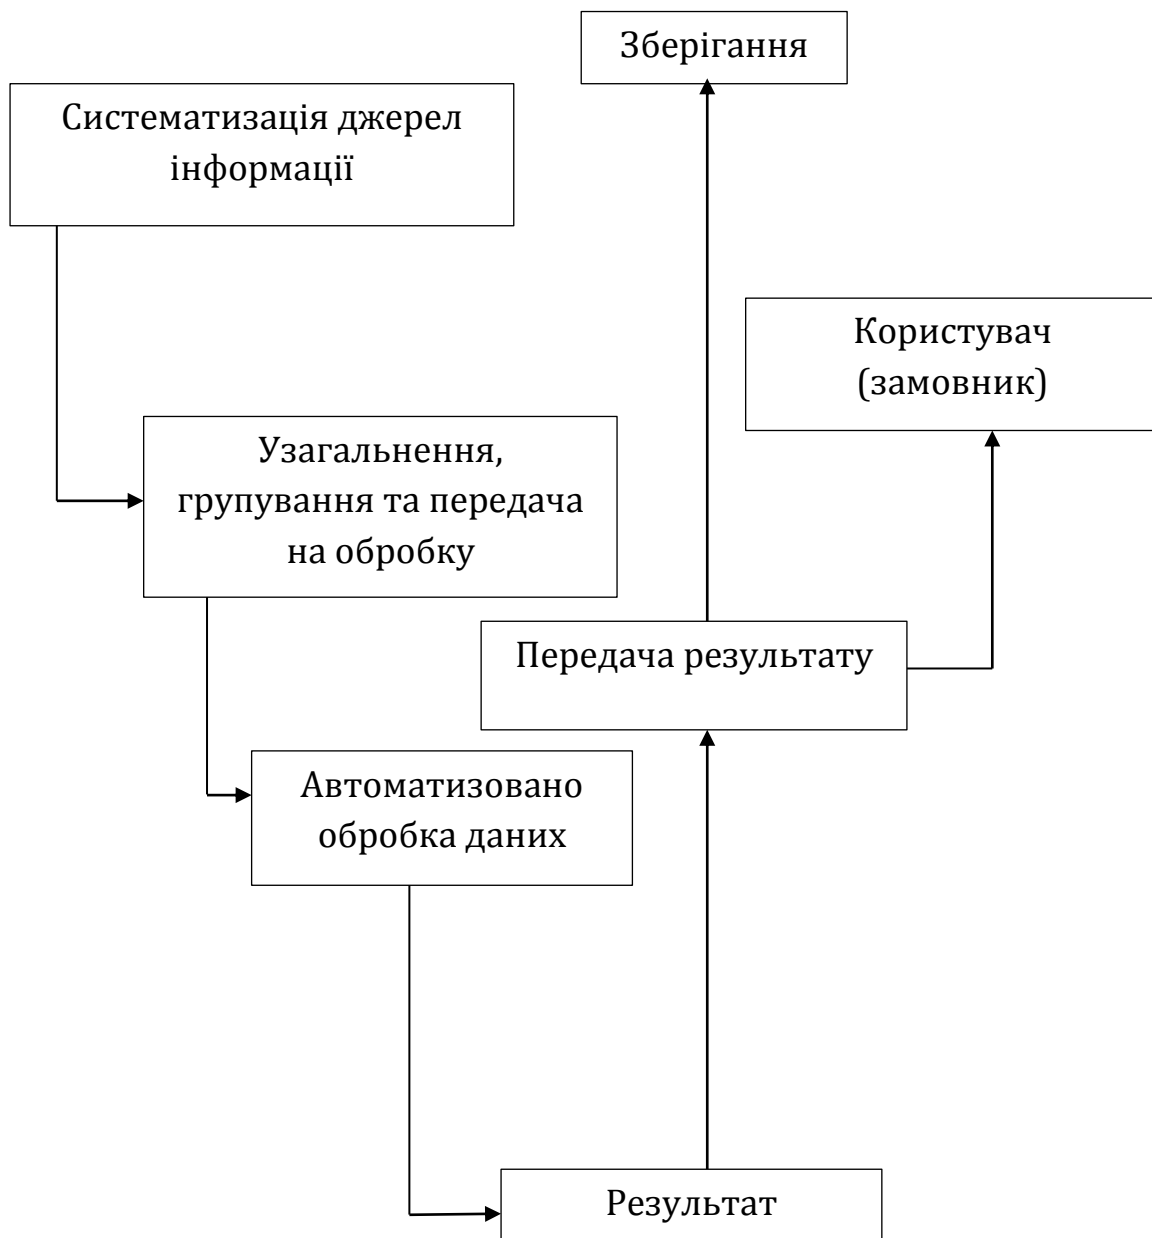 Зберігання
Систематизація джерел
інформації
Користувач
(замовник)
Узагальнення,
групування та передача
на обробку
Передача результату
Автоматизовано
обробка даних
Результат